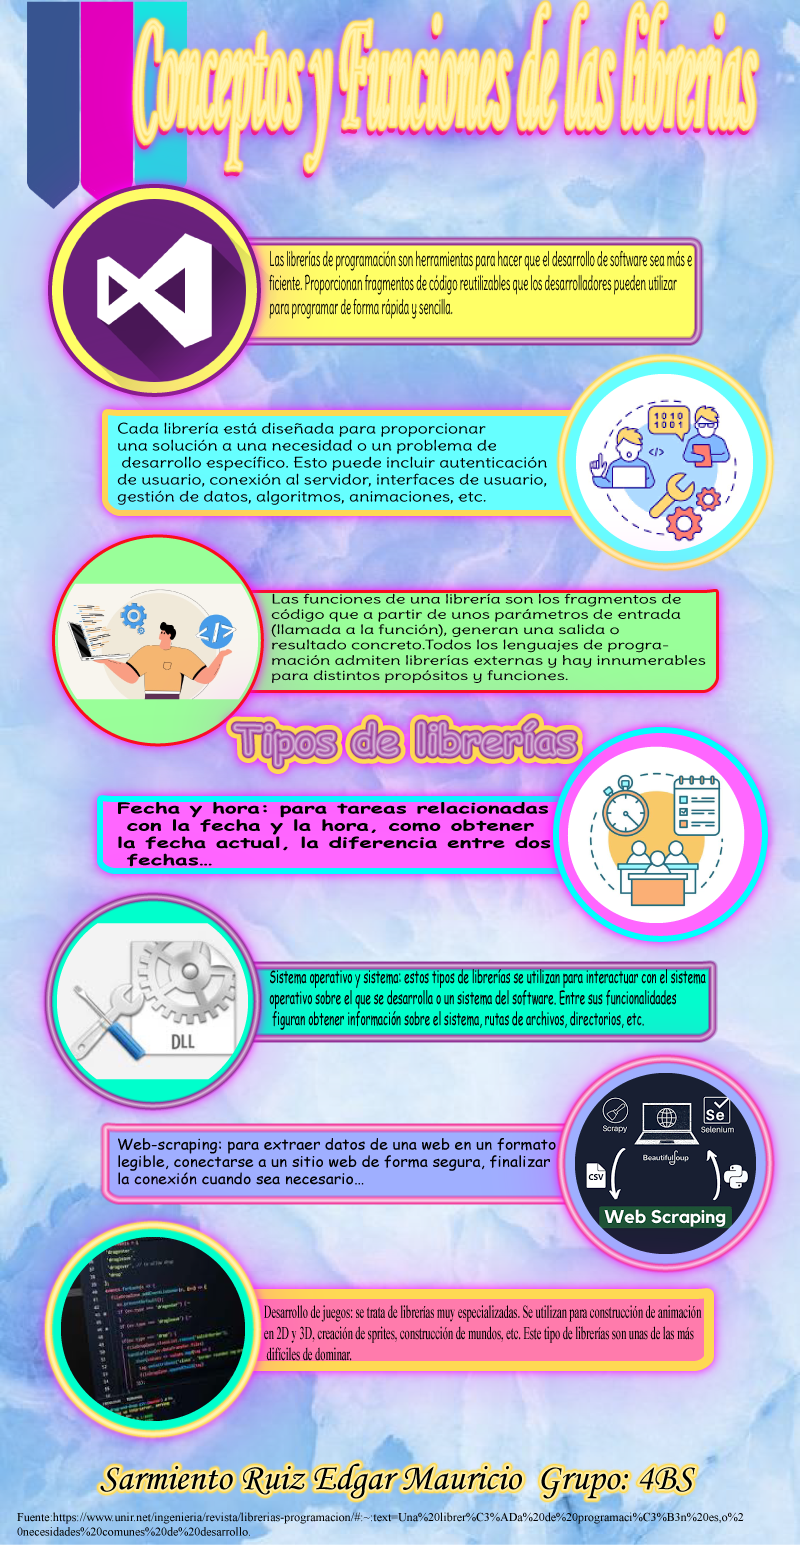 Conceptos y Funciones de las librerias
Las librerías de programación son herramientas para hacer que el desarrollo de software sea más e
ficiente. Proporcionan fragmentos de código reutilizables que los desarrolladores pueden utilizar
para programar de forma rápida y sencilla.
1010
1001
</>
Cada librería está diseñada para proporcionar
una solución a una necesidad o un problema de
desarrollo específico. Esto puede incluir autenticación
de usuario, conexión al servidor, interfaces de usuario,
gestión de datos, algoritmos, animaciones, etc.
</>
Las funciones de una librería son los fragmentos de
código que a partir de unos parámetros de entrada
(llamada a la función), generan una salida o
resultado concreto.Todos los lenguajes de progra-
mación admiten librerías externas y hay innumerables
para distintos propósitos y funciones.
Tipos de librerías
Fecha y hora: para tareas relacionadas
con la fecha y la hora, como obtener
la fecha actual, la diferencia entre dos
fechas...
DLL
Sistema operativo y sistema: estos tipos de librerías se utilizan para interactuar con el sistema
operativo sobre el que se desarrolla o un sistema del software. Entre sus funcionalidades
figuran obtener información sobre el sistema, rutas de archivos, directorios, etc.
Scrapy
Se
Selenium
BeautifulSoup
CSV
Web Scraping
Web-scraping: para extraer datos de una web en un formato
legible, conectarse a un sitio web de forma segura, finalizar
la conexión cuando sea necesario...
Desarrollo de juegos: se trata de librerías muy especializadas. Se utilizan para construcción de animación
en 2D y 3D, creación de sprites, construcción de mundos, etc. Este tipo de librerías son unas de las más
difíciles de dominar.
Sarmiento Ruiz Edgar Mauricio Grupo: 4BS
Fuente:https://www.unir.net/ingenieria/revista/librerias-programacion/#:~:text=Una%20librer%C3%ADa%20de%20programaci%C3%B3n%20es,o%2
0necesidades%20comunes%20de%20desarrollo.